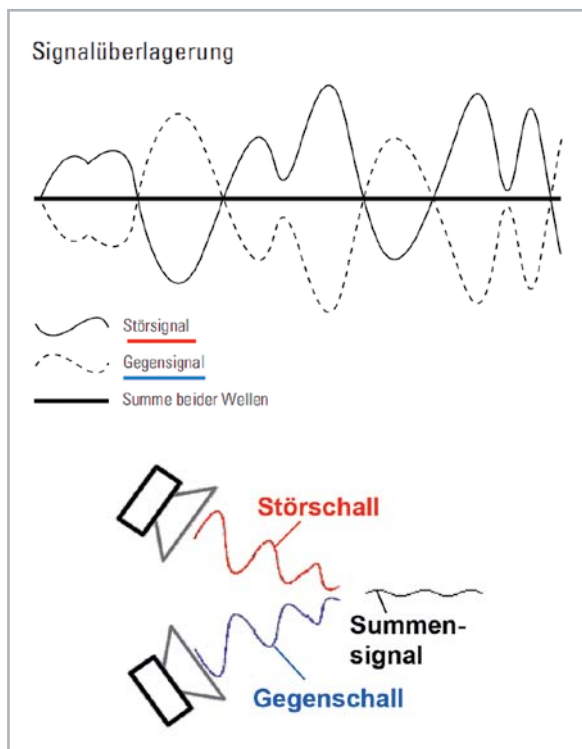 Signalüberlagerung
Störsignal
Gegensignal
Summe beider Wellen
Störschall
Summen-
signal
Gegenschall